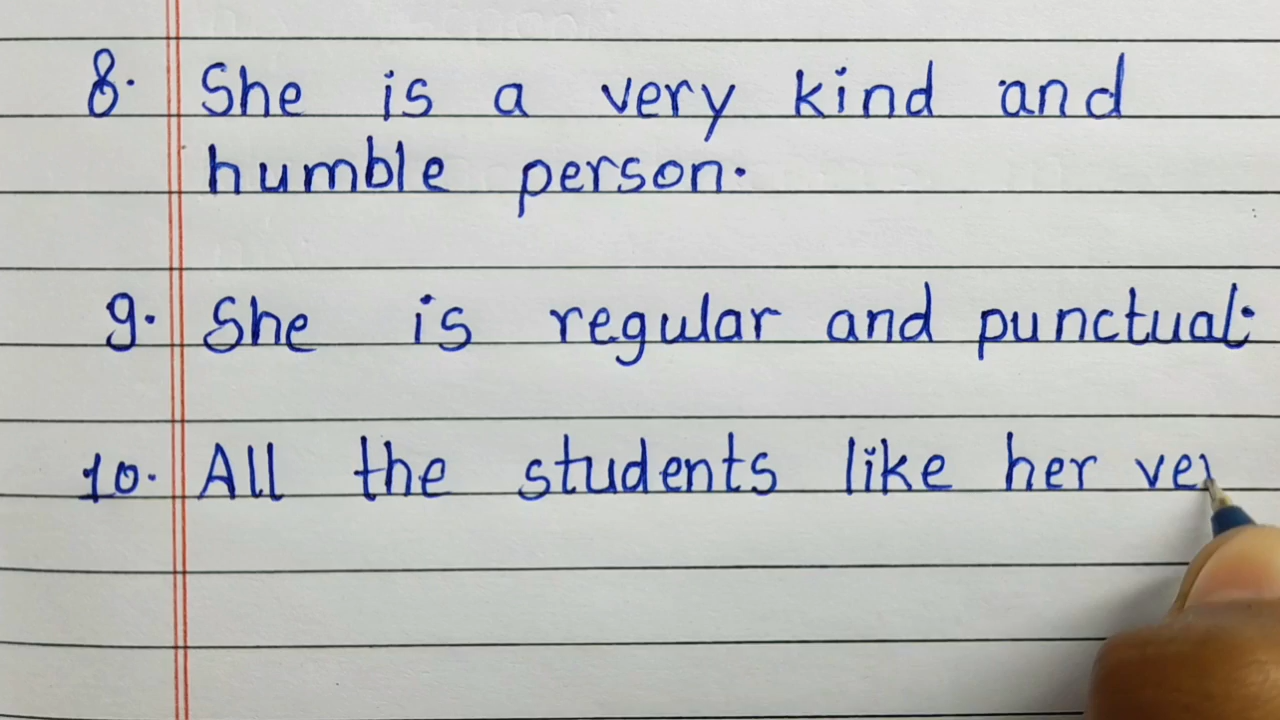 8. She is a very kind and
humble person.
9. She is regular and punctual.
10. All the students like her ve